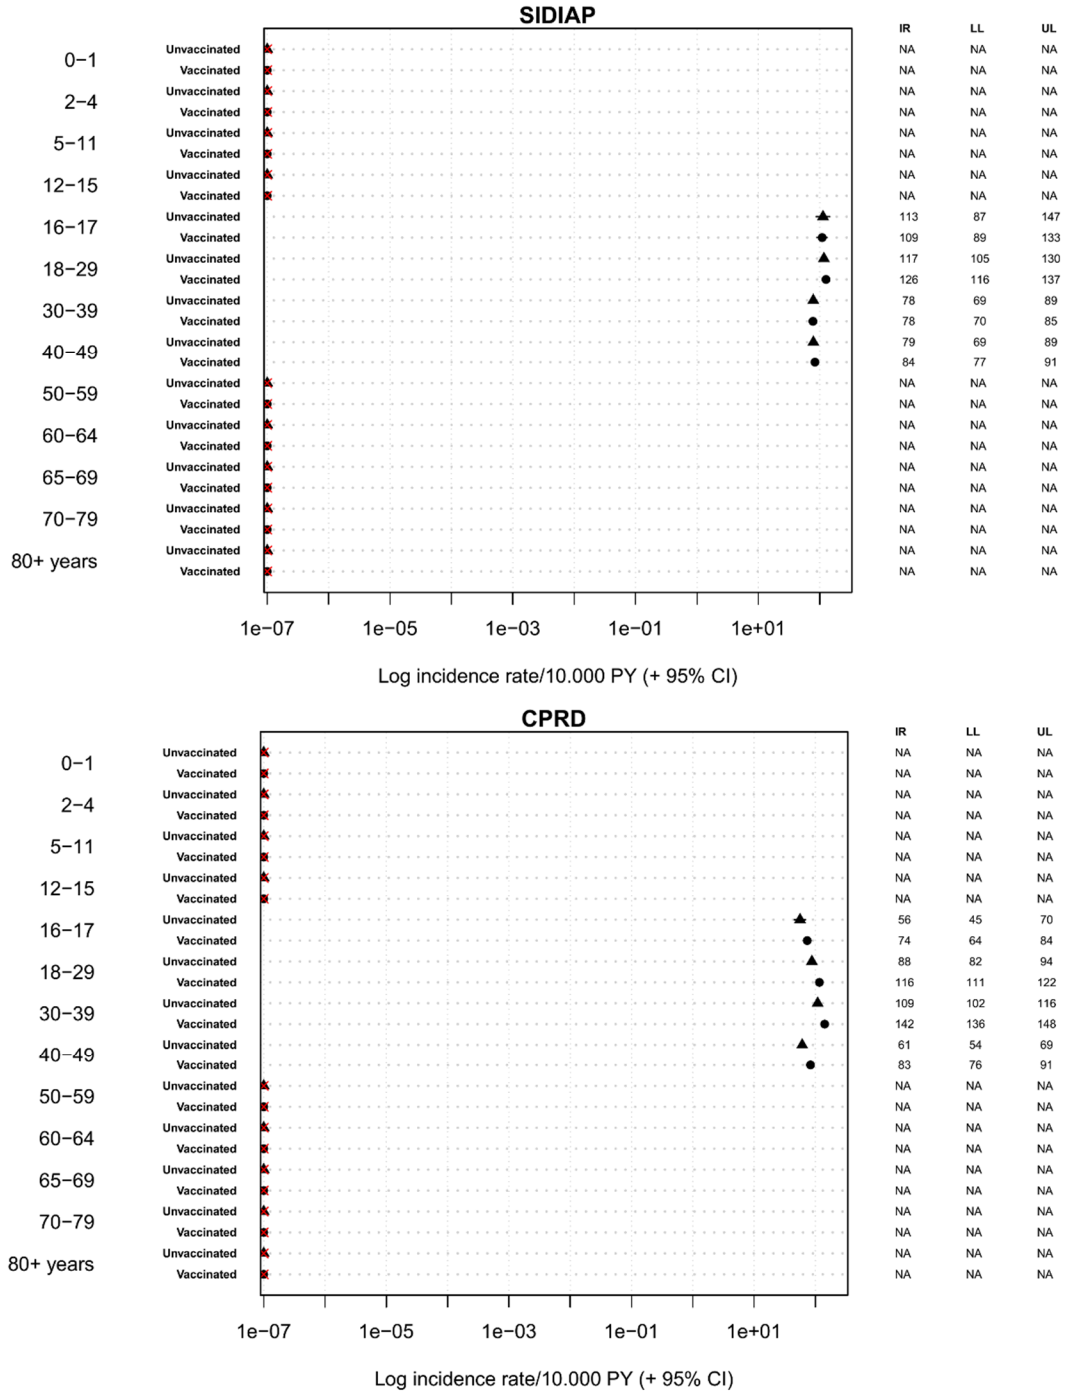 SIDIAP
IR LL UL
Unvaccinated NA NA NA
0−1
Vaccinated NA NA NA
Unvaccinated NA NA NA
2−4
Vaccinated NA NA NA
Unvaccinated NA NA NA
5−11
Vaccinated NA NA NA
Unvaccinated NA NA NA
12−15
Vaccinated NA NA NA
Unvaccinated 113 87 147
16−17
Vaccinated 109 89 133
Unvaccinated 117 105 130
18−29
Vaccinated 126 116 137
Unvaccinated 78 69 89
30−39
Vaccinated 78 70 85
Unvaccinated 79 69 89
40−49
Vaccinated 84 77 91
Unvaccinated NA NA NA
50−59
Vaccinated NA NA NA
Unvaccinated NA NA NA
60−64
Vaccinated NA NA NA
Unvaccinated NA NA NA
65−69
Vaccinated NA NA NA
Unvaccinated NA NA NA
70−79
Vaccinated NA NA NA
Unvaccinated NA NA NA
80+ years
Vaccinated NA NA NA
1e−07 1e−05 1e−03 1e−01 1e+01
Log incidence rate/10.000 PY (+ 95% CI)
CPRD
IR LL UL
Unvaccinated NA NA NA
0−1
Vaccinated NA NA NA
Unvaccinated NA NA NA
2−4
Vaccinated NA NA NA
Unvaccinated NA NA NA
5−11
Vaccinated NA NA NA
Unvaccinated NA NA NA
12−15
Vaccinated NA NA NA
Unvaccinated 56 45 70
16−17
Vaccinated 74 64 84
Unvaccinated 88 82 94
18−29
Vaccinated 116 111 122
Unvaccinated 109 102 116
30−39
Vaccinated 142 136 148
Unvaccinated 61 54 69
40−49
Vaccinated 83 76 91
Unvaccinated NA NA NA
50−59
Vaccinated NA NA NA
Unvaccinated NA NA NA
60−64
Vaccinated NA NA NA
Unvaccinated NA NA NA
65−69
Vaccinated NA NA NA
Unvaccinated NA NA NA
70−79
Vaccinated NA NA NA
Unvaccinated NA NA NA
80+ years
Vaccinated NA NA NA
1e−07 1e−05 1e−03 1e−01 1e+01
Log incidence rate/10.000 PY (+ 95% CI)